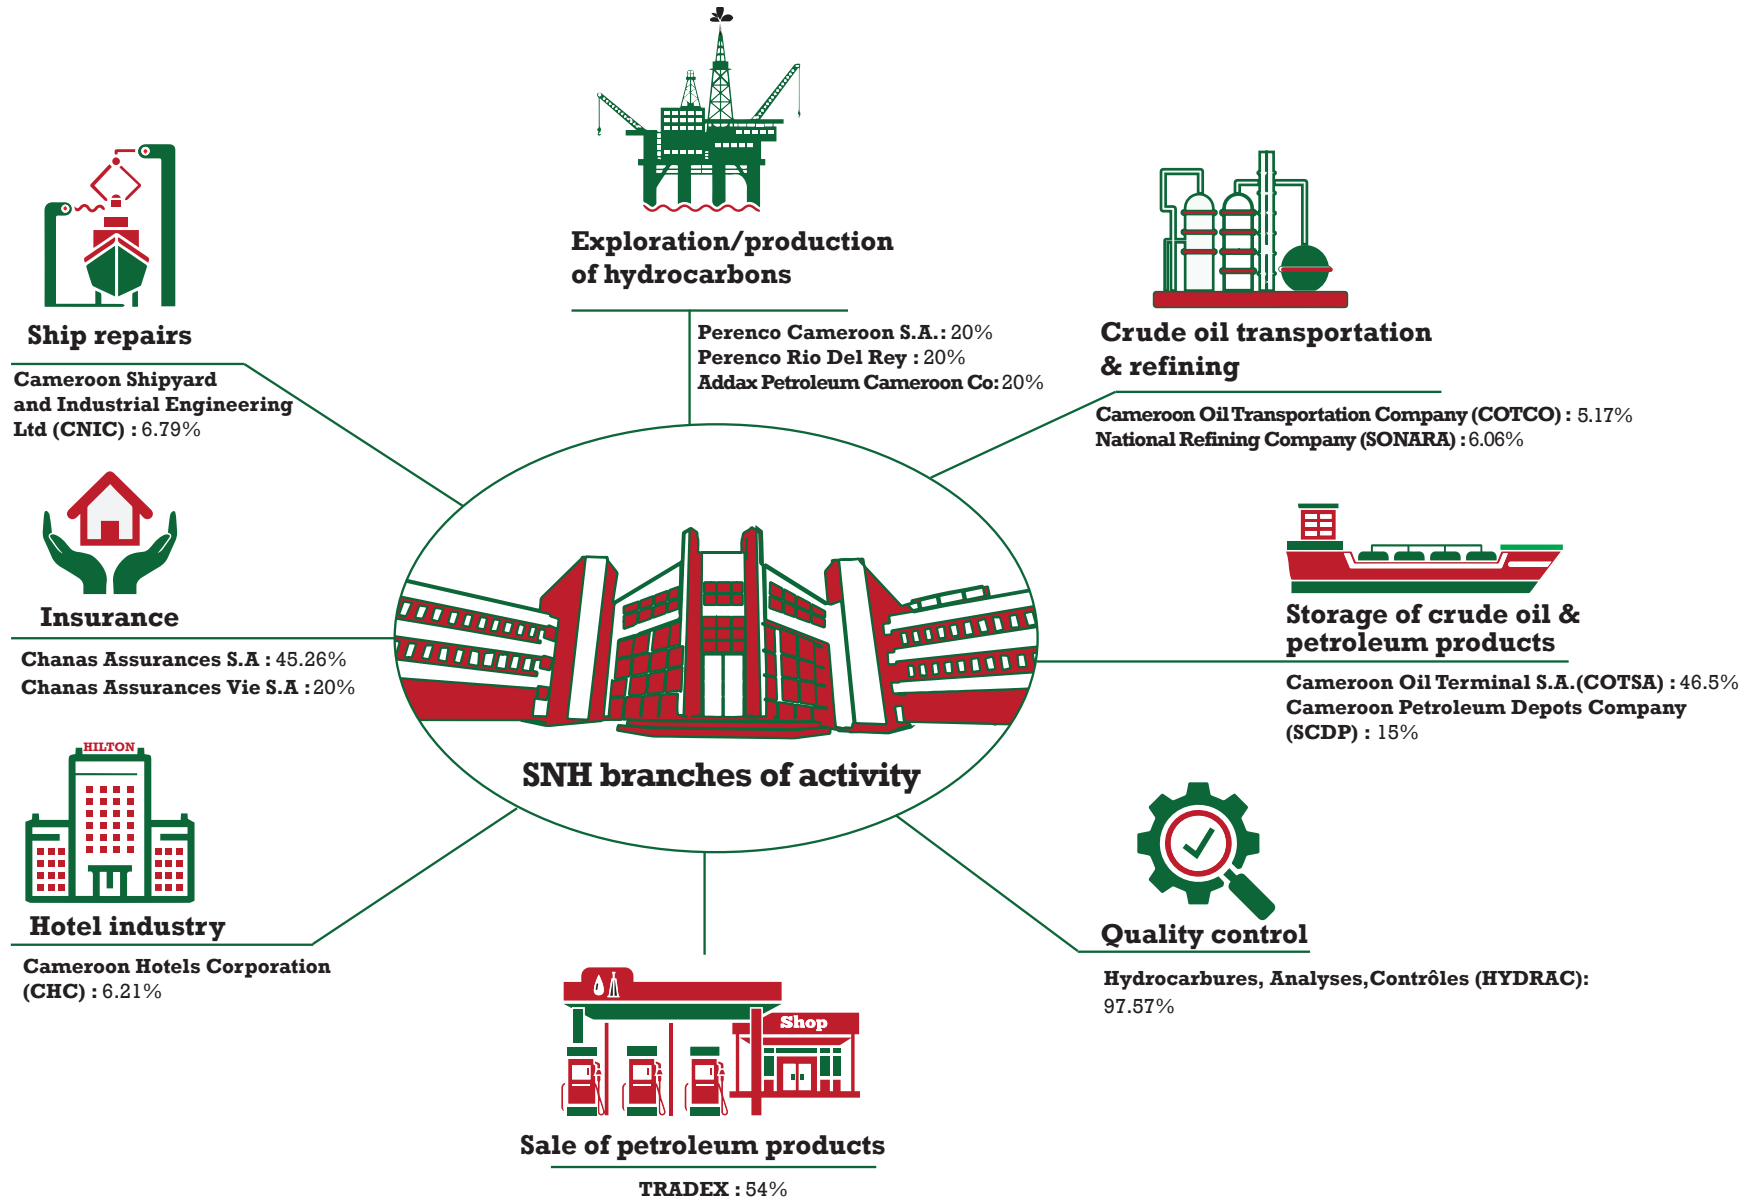 Exploration/production
of hydrocarbons
Perenco Cameroon S.A.: 20%
Perenco Rio Del Rey : 20%
Addax Petroleum Cameroon Co: 20%
Crude oil transportation
& refining
Cameroon Oil Transportation Company (COTCO) : 5.17%
National Refining Company (SONARA) : 6.06%
Storage of crude oil &
petroleum products
Cameroon Oil Terminal S.A.(COTSA) : 46.5%
Cameroon Petroleum Depots Company
(SCDP) : 15%
Quality control
Hydrocarbures, Analyses,Contrôles (HYDRAC):
97.57%
Shop
Sale of petroleum products
TRADEX : 54%
HILTON
Hotel industry
Cameroon Hotels Corporation
(CHC) : 6.21%
Insurance
Chanas Assurances S.A : 45.26%
Chanas Assurances Vie S.A : 20%
Ship repairs
Cameroon Shipyard
and Industrial Engineering
Ltd (CNIC) : 6.79%
SNH branches of activity